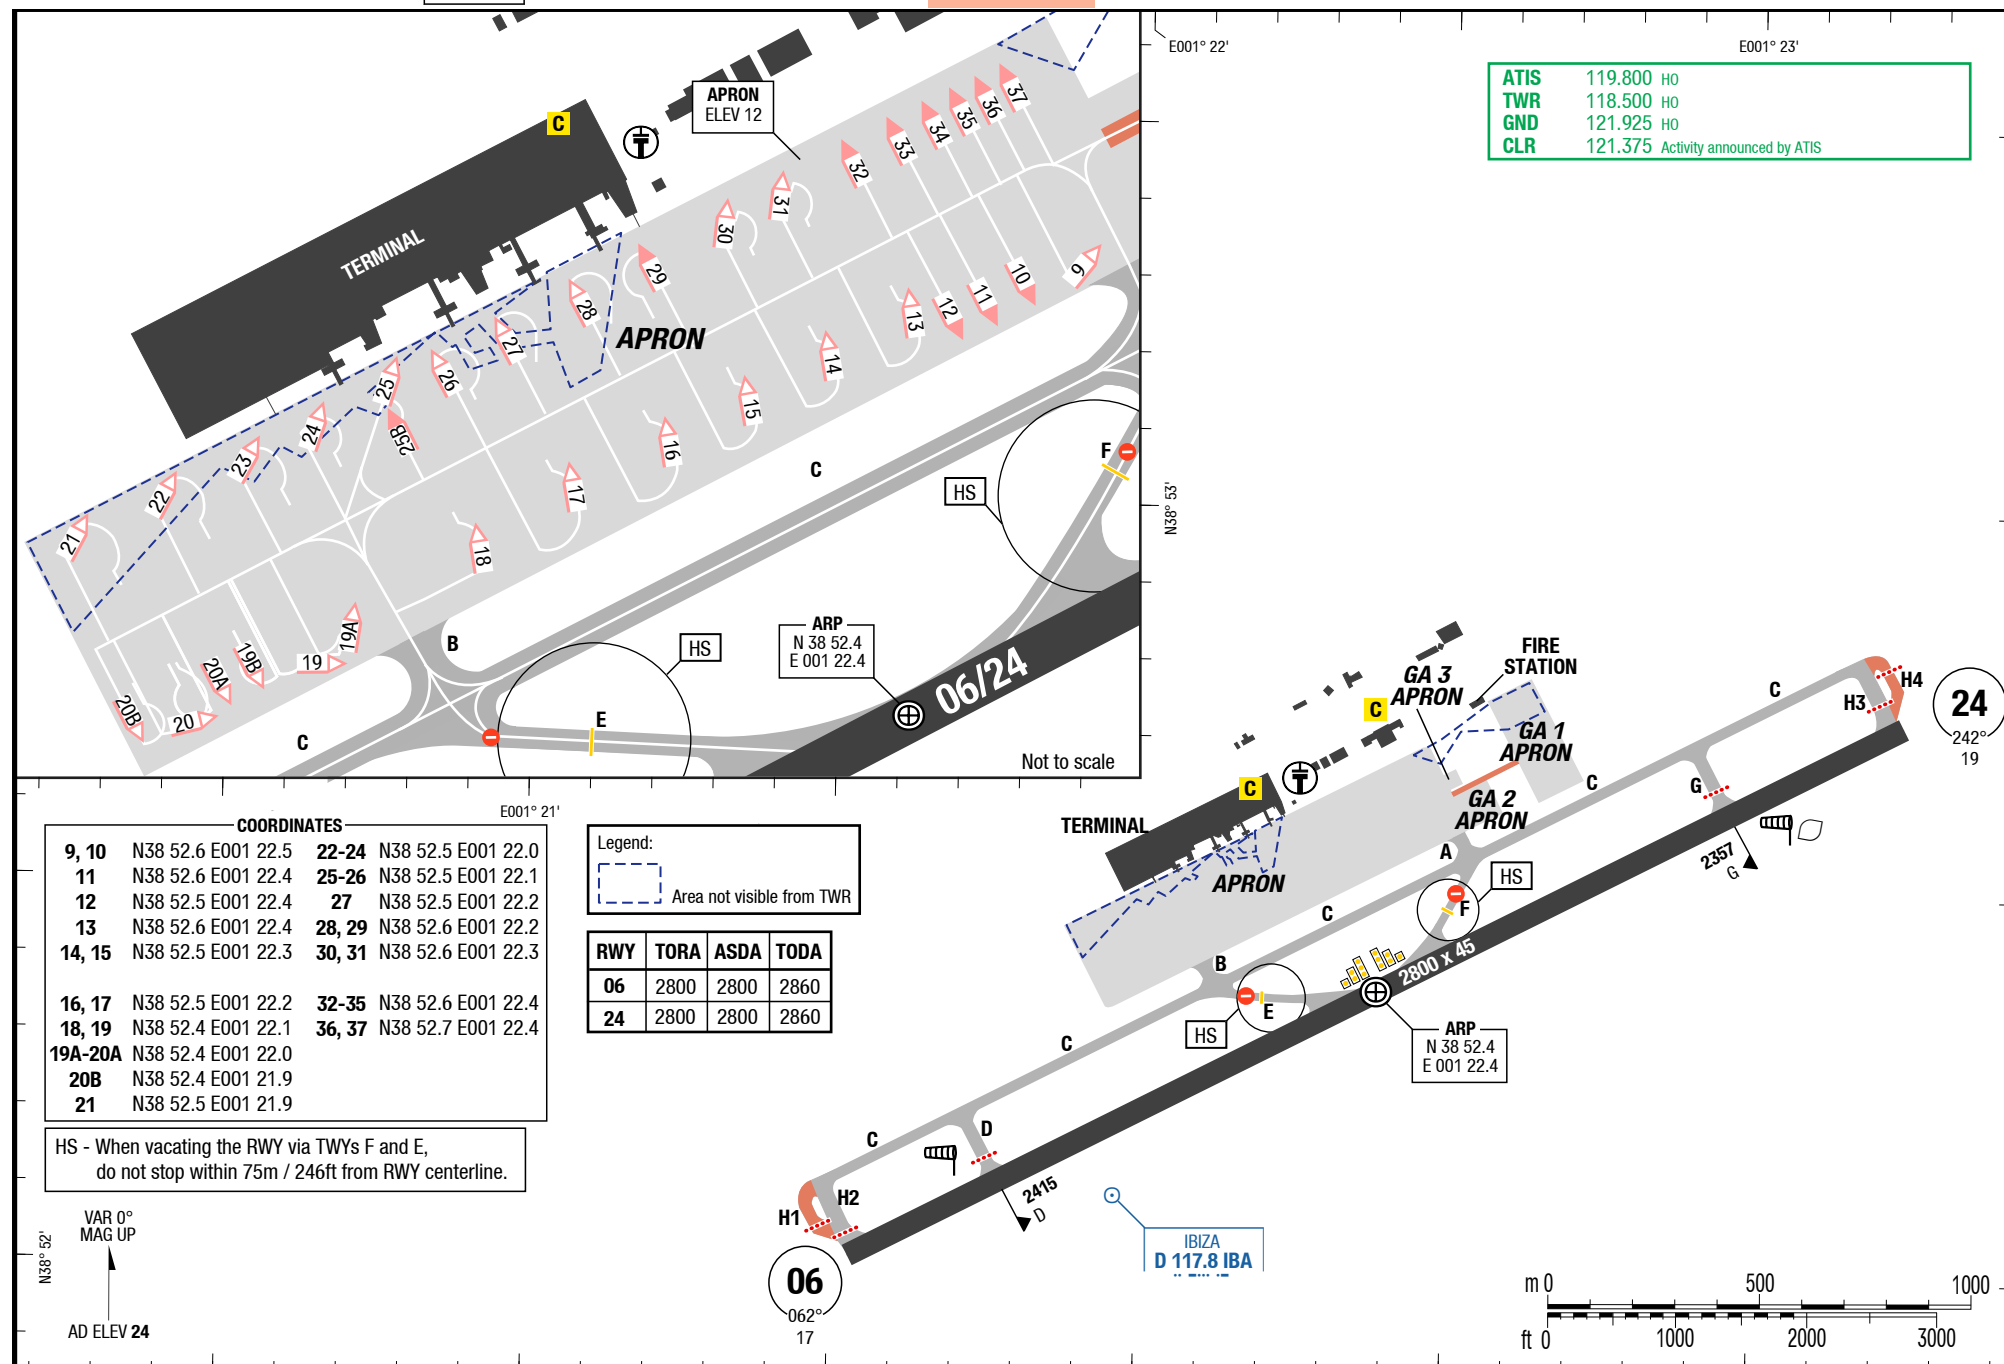 APRON
ELEV 12
C
TERMINAL
APRON
37
36
35
34
33
32
31
30
29
28
27
26
25
25B
24
23
22
21
9
10
11
12
13
14
15
16
17
18
19A
19
19B
20A
20
20B
C
B
C
E
F
HS
HS
ARP
N 38 52.4
E 001 22.4
06/24
Not to scale
E001° 22'
E001° 23'
ATIS 119.800 HO
TWR 118.500 HO
GND 121.925 HO
CLR 121.375 Activity announced by ATIS
N38° 53'
E001° 21'
COORDINATES
9, 10 N38 52.6 E001 22.5 22-24 N38 52.5 E001 22.0
11 N38 52.6 E001 22.4 25-26 N38 52.5 E001 22.1
12 N38 52.5 E001 22.4 27 N38 52.5 E001 22.2
13 N38 52.6 E001 22.4 28, 29 N38 52.6 E001 22.2
14, 15 N38 52.5 E001 22.3 30, 31 N38 52.6 E001 22.3
16, 17 N38 52.5 E001 22.2 32-35 N38 52.6 E001 22.4
18, 19 N38 52.4 E001 22.1 36, 37 N38 52.7 E001 22.4
19A-20A N38 52.4 E001 22.0
20B N38 52.4 E001 21.9
21 N38 52.5 E001 21.9
HS - When vacating the RWY via TWYs F and E,
do not stop within 75m / 246ft from RWY centerline.
Legend:
Area not visible from TWR
RWY TORA ASDA TODA
06 2800 2800 2860
24 2800 2800 2860
VAR 0°
MAG UP
N38° 52'
AD ELEV 24
FIRE
STATION
GA 3
APRON
C
GA 1
APRON
GA 2
APRON
C
TERMINAL
APRON
A
C
C
G
H3
H4
24
242°
19
2357
G
HS
F
C
B
2800 x 45
E
HS
ARP
N 38 52.4
E 001 22.4
C
D
C
2415
D
H2
H1
06
062°
17
IBIZA
D 117.8 IBA
m 0 500 1000
ft 0 1000 2000 3000